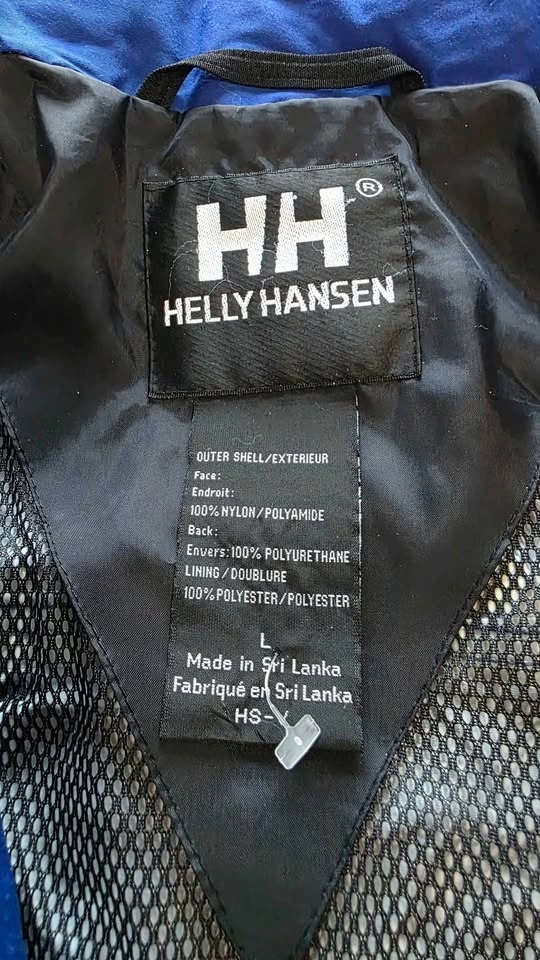 HH®
HELLY HANSEN
OUTER SHELL/EXTERIEUR
Face:
Endroit:
100% NYLON/POLYAMIDE
Back:
Envers: 100% POLYURETHANE
LINING/DOUBLURE
100% POLYESTER/POLYESTER
L
Made in Sri Lanka
Fabriqué en Sri Lanka
HS-